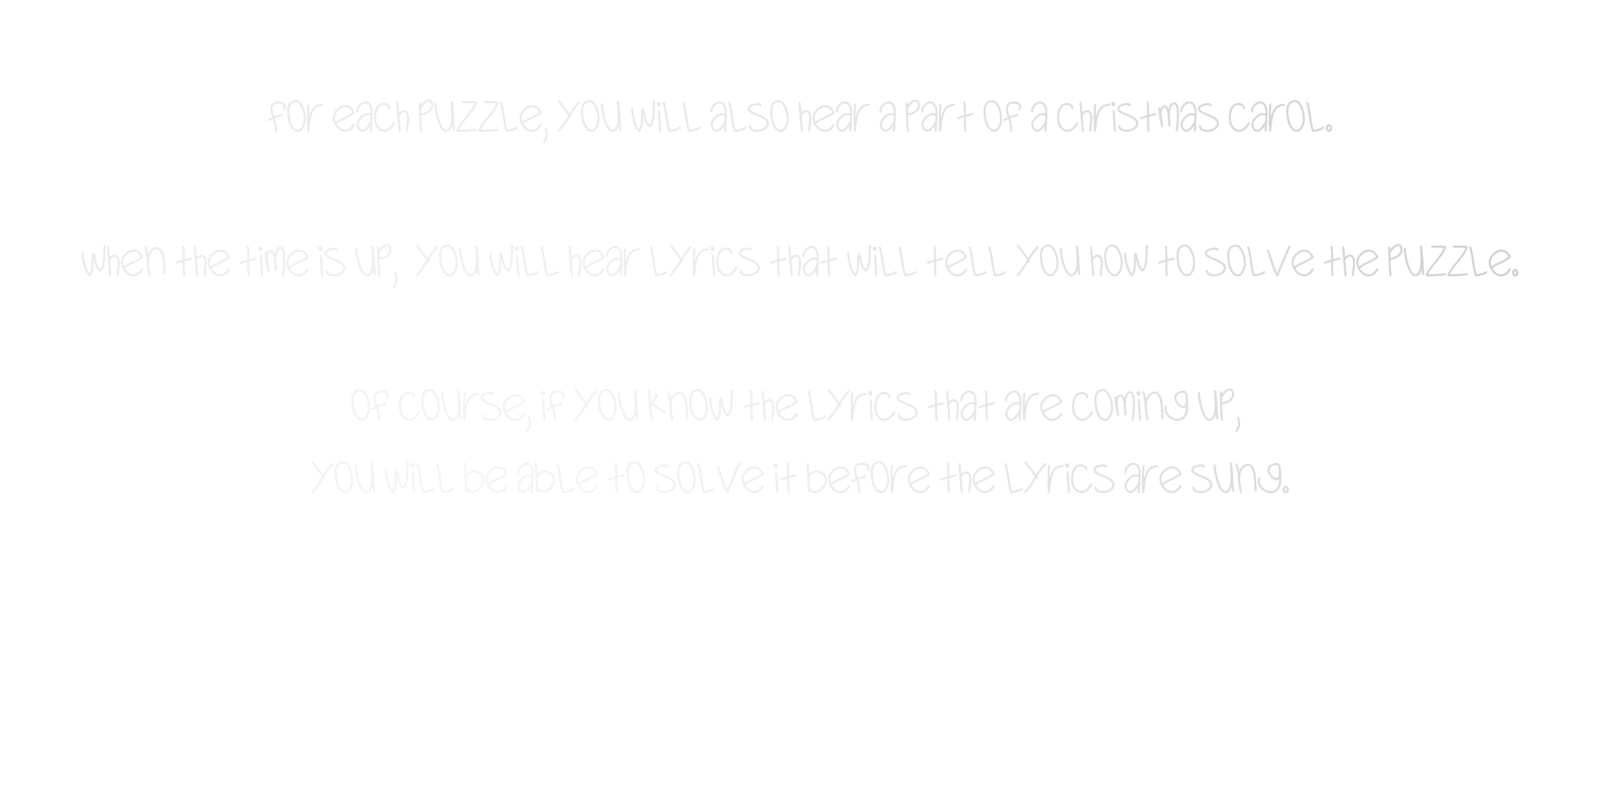 for each puzzle, you will also hear a part of a christmas carol.
when the time is up, you will hear lyrics that will tell you how to solve the puzzle.
of course, if you know the lyrics that are coming up,
you will be able to solve it before the lyrics are sung.